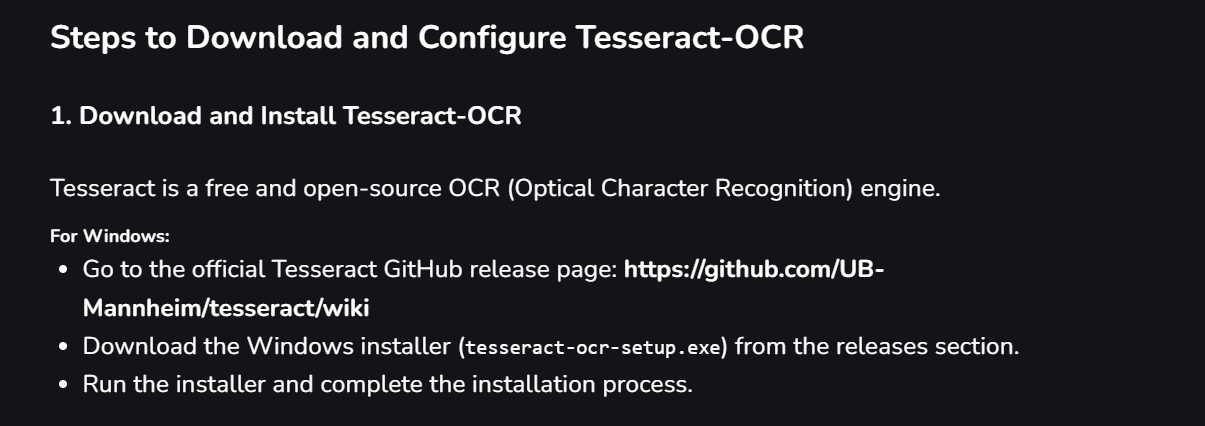 Steps to Download and Configure Tesseract-OCR
1. Download and Install Tesseract-OCR
Tesseract is a free and open-source OCR (Optical Character Recognition) engine.
For Windows:
• Go to the official Tesseract GitHub release page: https://github.com/UB-
Mannheim/tesseract/wiki
• Download the Windows installer (tesseract-ocr-setup.exe) from the releases section.
• Run the installer and complete the installation process.